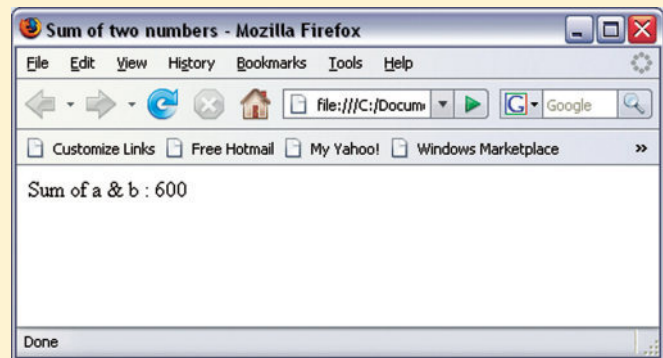 Sum of two numbers - Mozilla Firefox
File Edit View History Bookmarks Tools Help
file:///C:/Docum G Google
Customize Links Free Hotmail My Yahoo! Windows Marketplace »
Sum of a & b : 600
Done